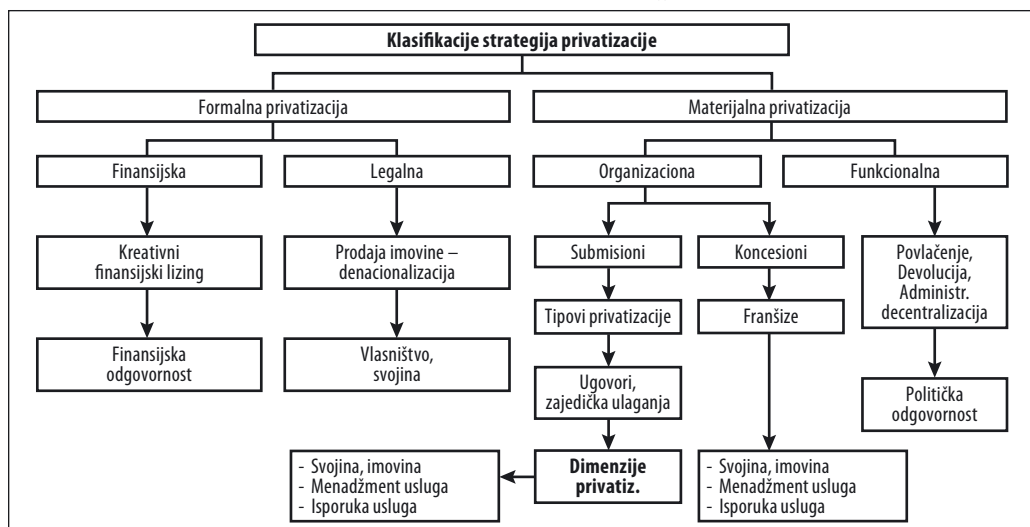 Klasifikacije strategija privatizacije
Formalna privatizacija
Materijalna privatizacija
Finansijska
Legalna
Organizaciona
Funkcionalna
Kreativni
finansijski lizing
Prodaja imovine –
denacionalizacija
Submisioni
Koncesioni
Povlačenje,
Devolucija,
Administr.
decentralizacija
Tipovi privatizacije
Franšize
Finansijska
odgovornost
Vlasništvo,
svojina
Ugovori,
zajedička ulaganja
Politička
odgovornost
- Svojina, imovina
- Menadžment usluga
- Isporuka usluga
Dimenzije
privatiz.
- Svojina, imovina
- Menadžment usluga
- Isporuka usluga